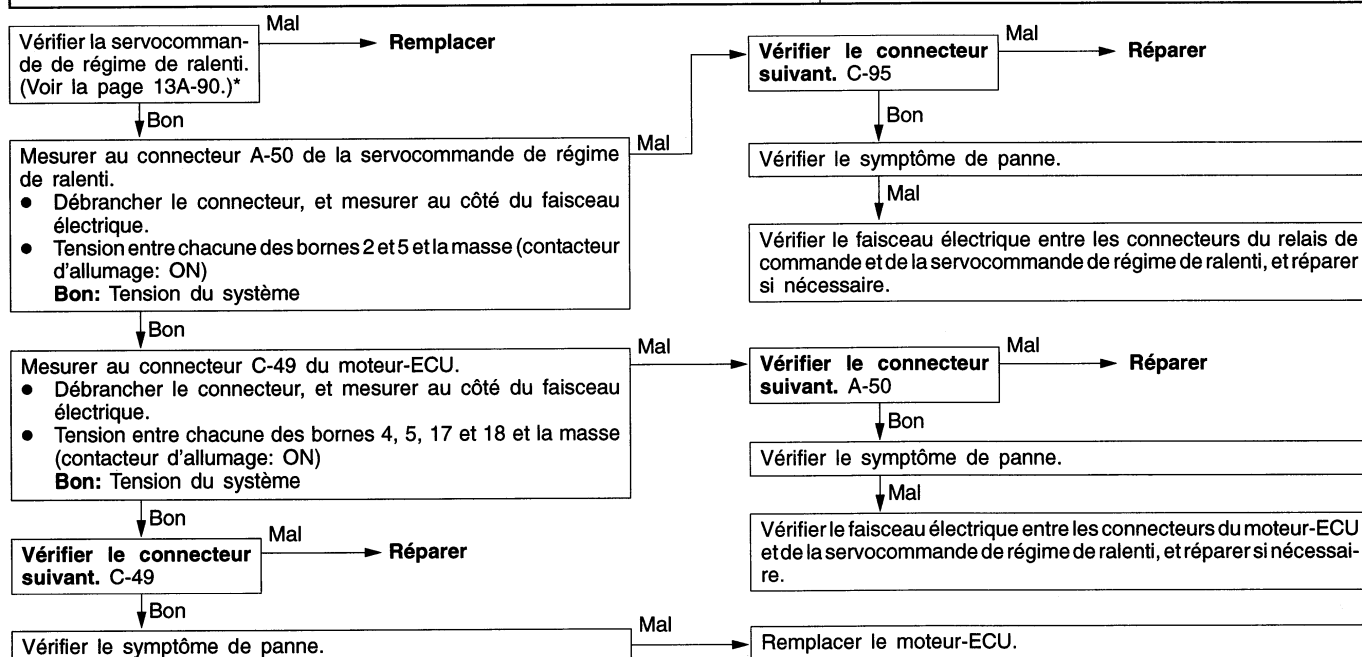 Vérifier la servocomman-
de de régime de ralenti.
(Voir la page 13A-90.)*
Mal
Remplacer
Bon
Mesurer au connecteur A-50 de la servocommande de régime
de ralenti.
● Débrancher le connecteur, et mesurer au côté du faisceau
électrique.
● Tension entre chacune des bornes 2 et 5 et la masse (contacteur
d'allumage: ON)
Bon: Tension du système
Mal
Vérifier le connecteur
suivant. C-95
Mal
Réparer
Bon
Vérifier le symptôme de panne.
Mal
Vérifier le faisceau électrique entre les connecteurs du relais de
commande et de la servocommande de régime de ralenti, et réparer
si nécessaire.
Bon
Mesurer au connecteur C-49 du moteur-ECU.
● Débrancher le connecteur, et mesurer au côté du faisceau
électrique.
● Tension entre chacune des bornes 4, 5, 17 et 18 et la masse
(contacteur d'allumage: ON)
Bon: Tension du système
Mal
Vérifier le connecteur
suivant. A-50
Mal
Réparer
Bon
Vérifier le symptôme de panne.
Mal
Vérifier le faisceau électrique entre les connecteurs du moteur-ECU
et de la servocommande de régime de ralenti, et réparer si nécessai-
re.
Bon
Vérifier le connecteur
suivant. C-49
Mal
Réparer
Bon
Vérifier le symptôme de panne.
Mal
Remplacer le moteur-ECU.